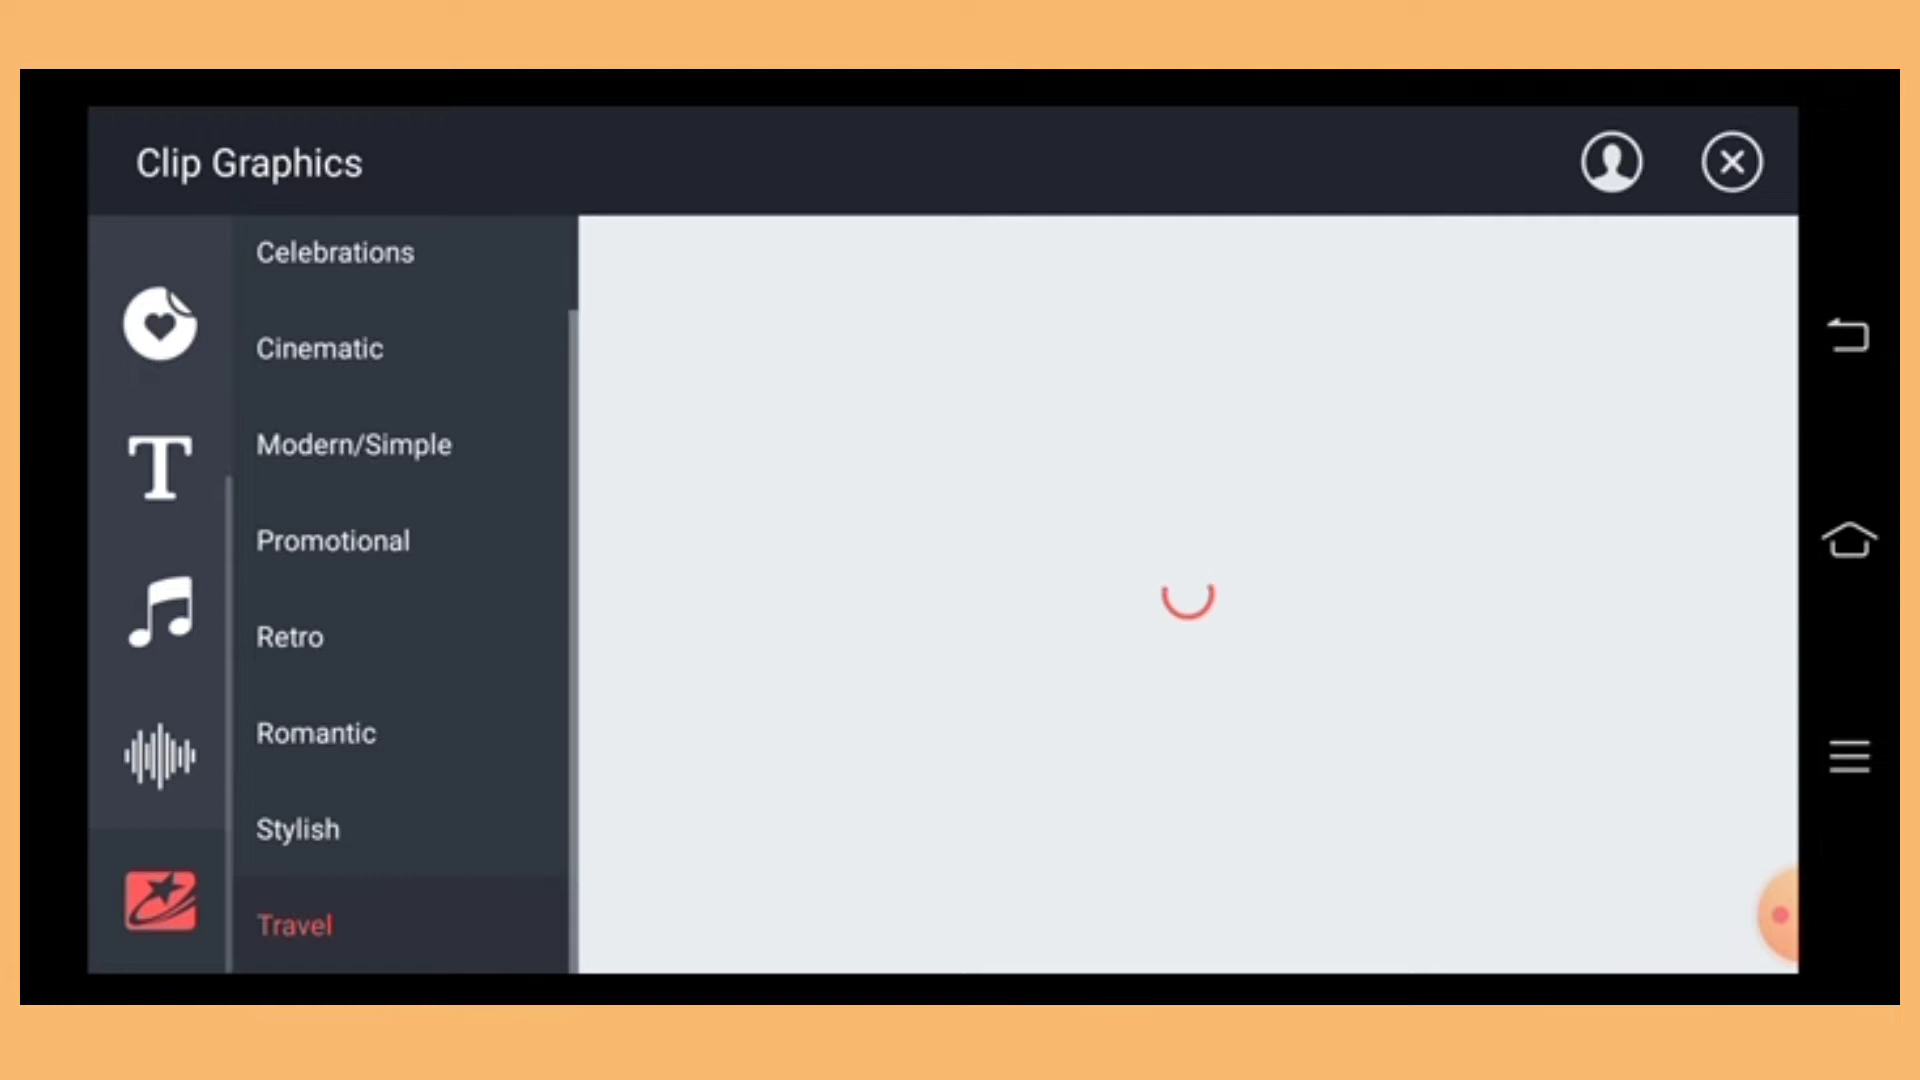 Clip Graphics
Celebrations
Cinematic
Modern/Simple
Promotional
Retro
Romantic
Stylish
Travel